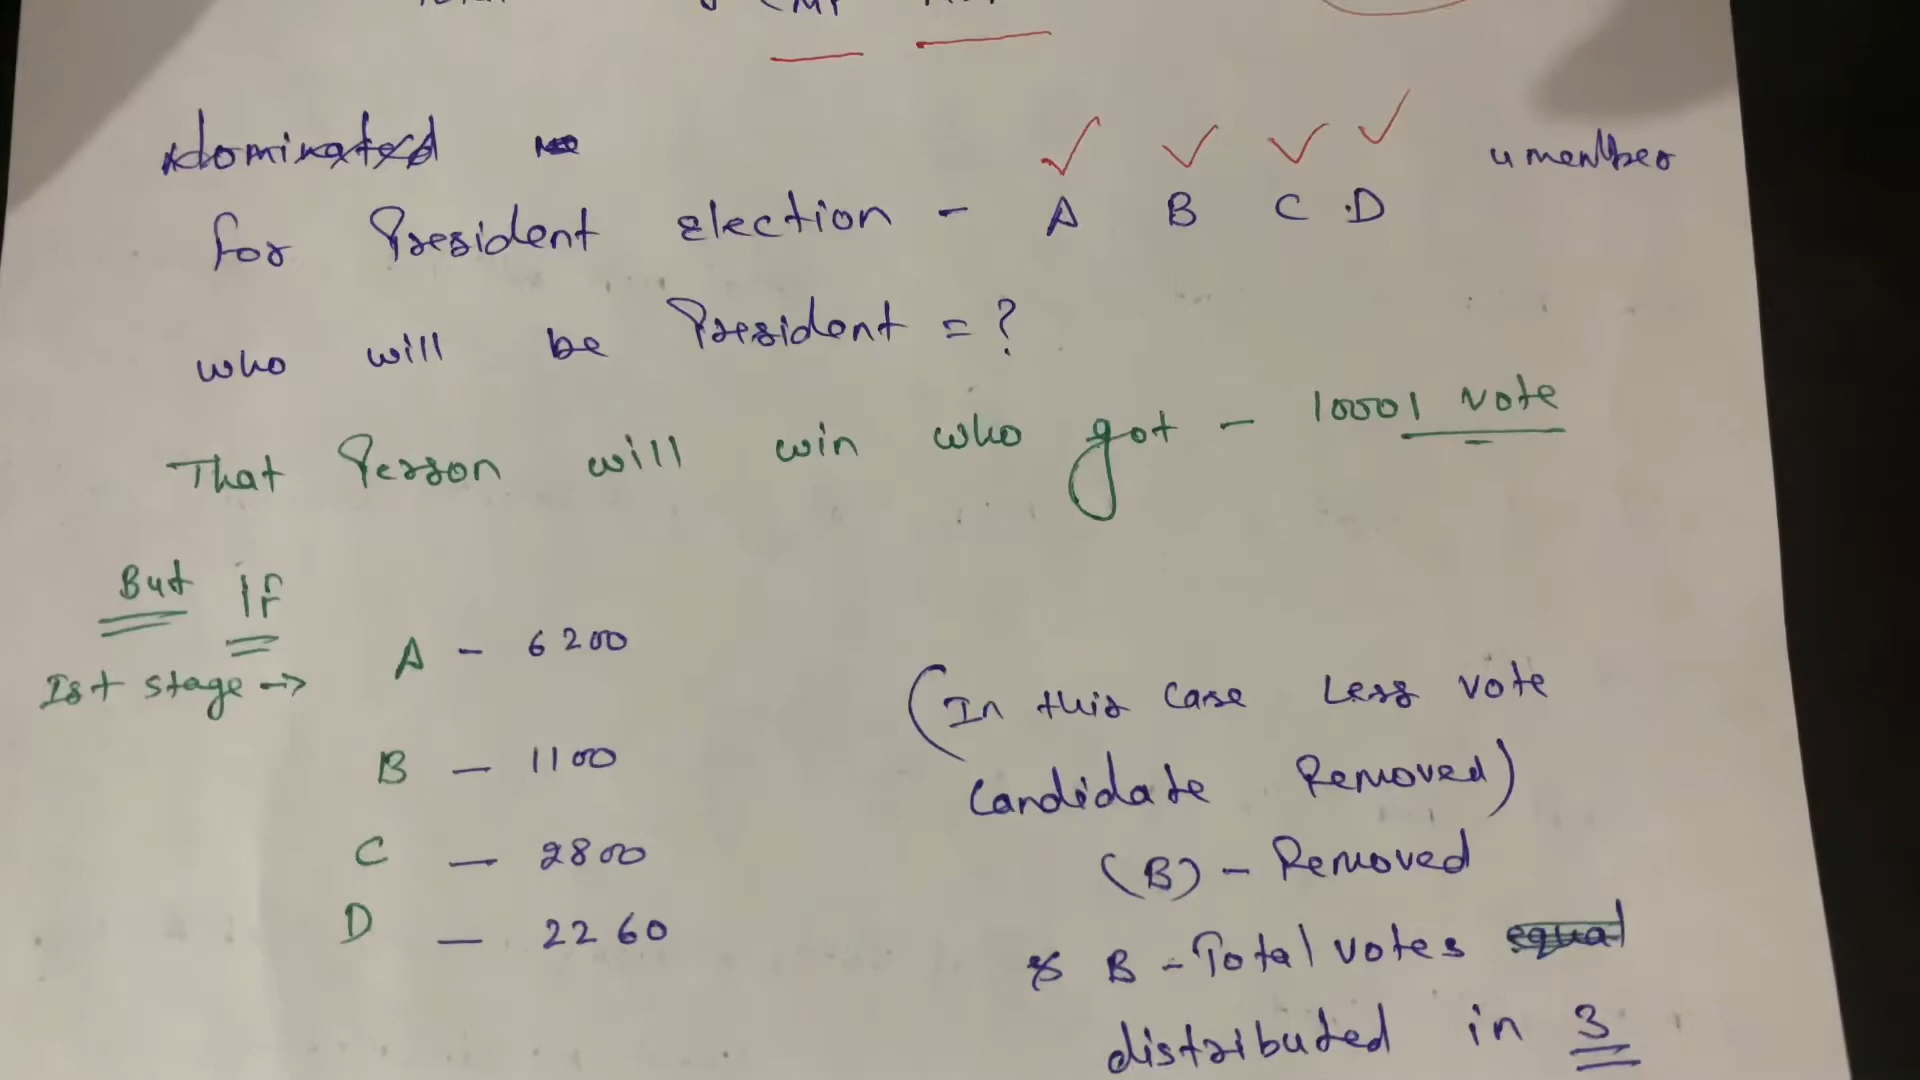 for President election - A B C D 4 member
who will be President = ?
That Person will win who got - 10001 vote
But If
Ist stage → A - 6200
B - 1100
C - 2800
D - 2260
(In this case Less vote
candidate Removed)
(B) - Removed
* B - Total votes equal
distributed in 3